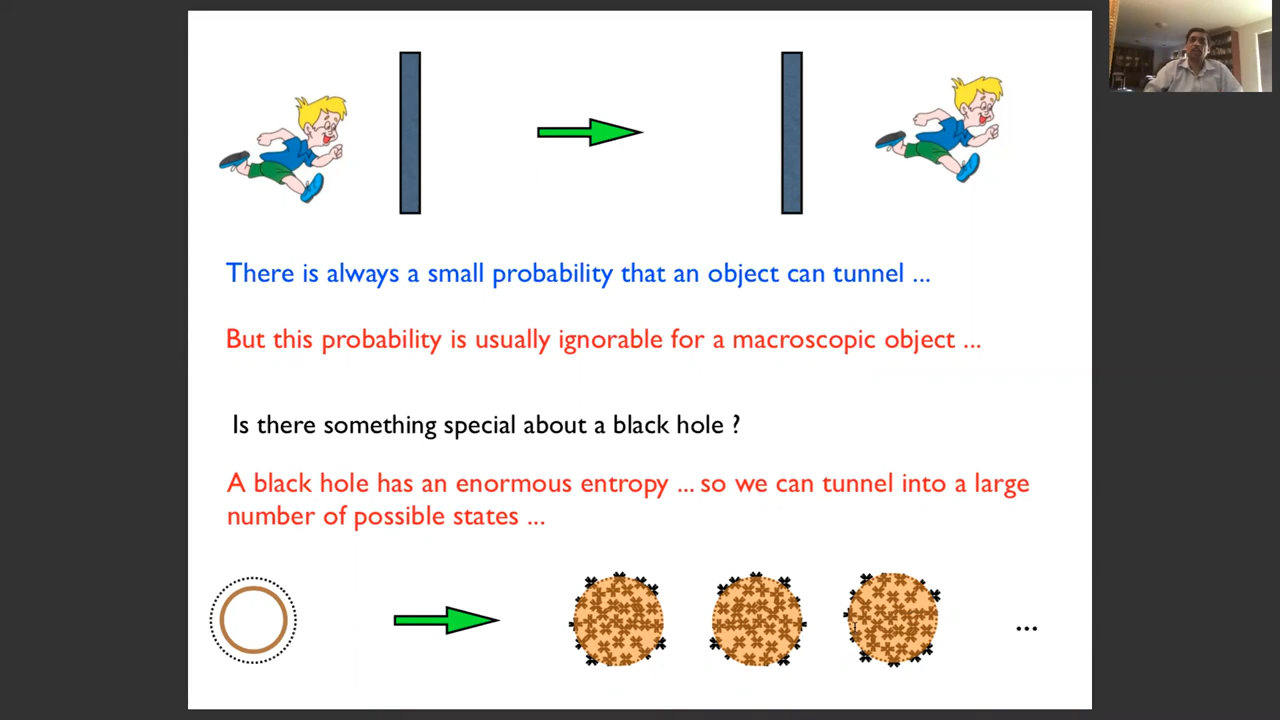 There is always a small probability that an object can tunnel ...
But this probability is usually ignorable for a macroscopic object ...
Is there something special about a black hole ?
A black hole has an enormous entropy ... so we can tunnel into a large
number of possible states ...
...